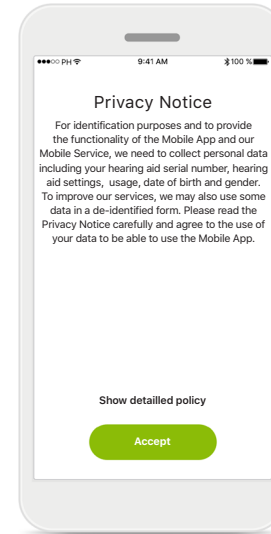 ●●●○○ PH 9:41 AM 100 %
Privacy Notice
For identification purposes and to provide
the functionality of the Mobile App and our
Mobile Service, we need to collect personal data
including your hearing aid serial number, hearing
aid settings, usage, date of birth and gender.
To improve our services, we may also use some
data in a de-identified form. Please read the
Privacy Notice carefully and agree to the use of
your data to be able to use the Mobile App.
Show detailled policy
Accept